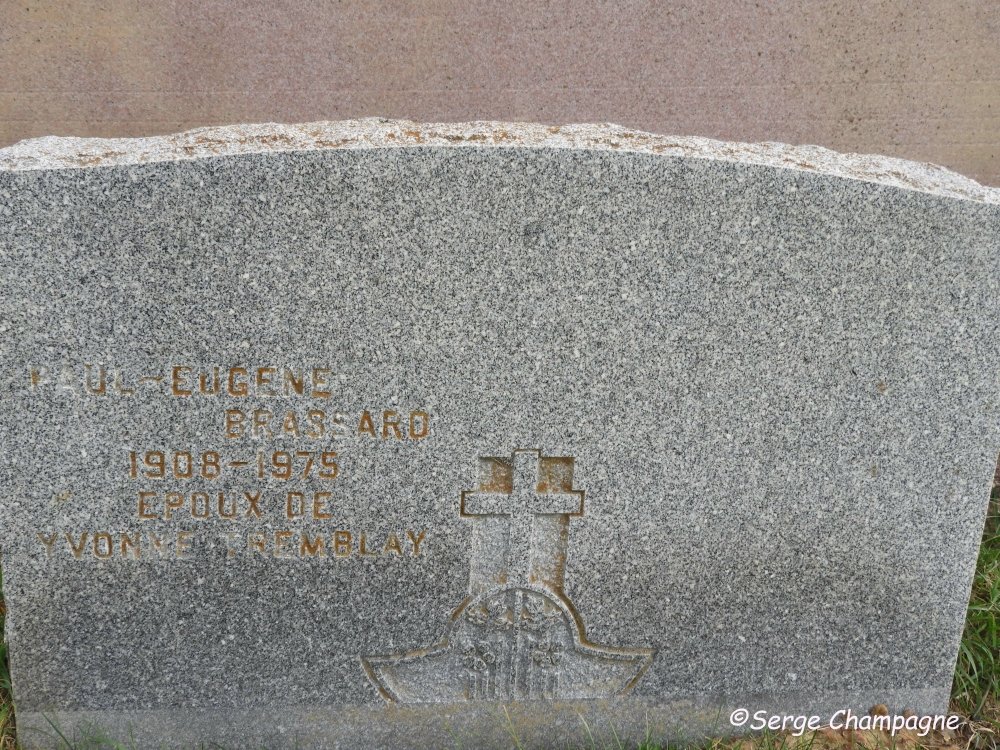 PAUL-EUGENE
BRASSARD
1908-1975
EPOUX DE
YVONNE TREMBLAY
©Serge Champagne